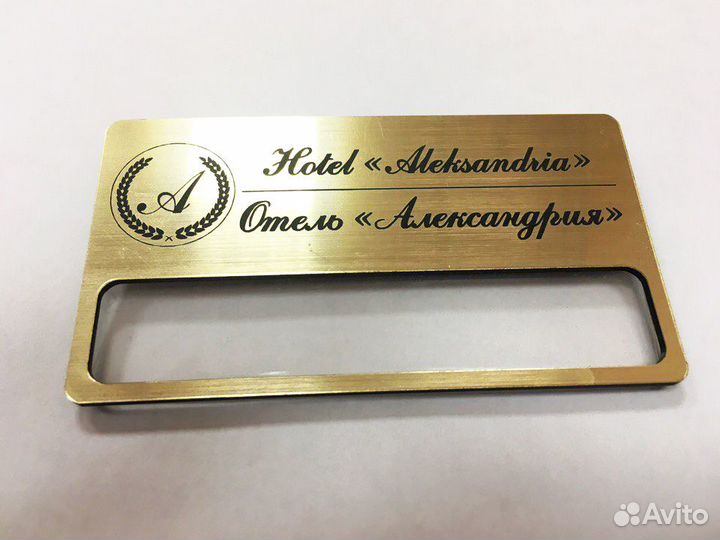 A
Hotel «Aleksandria»
Отель «Александрия»
Avito